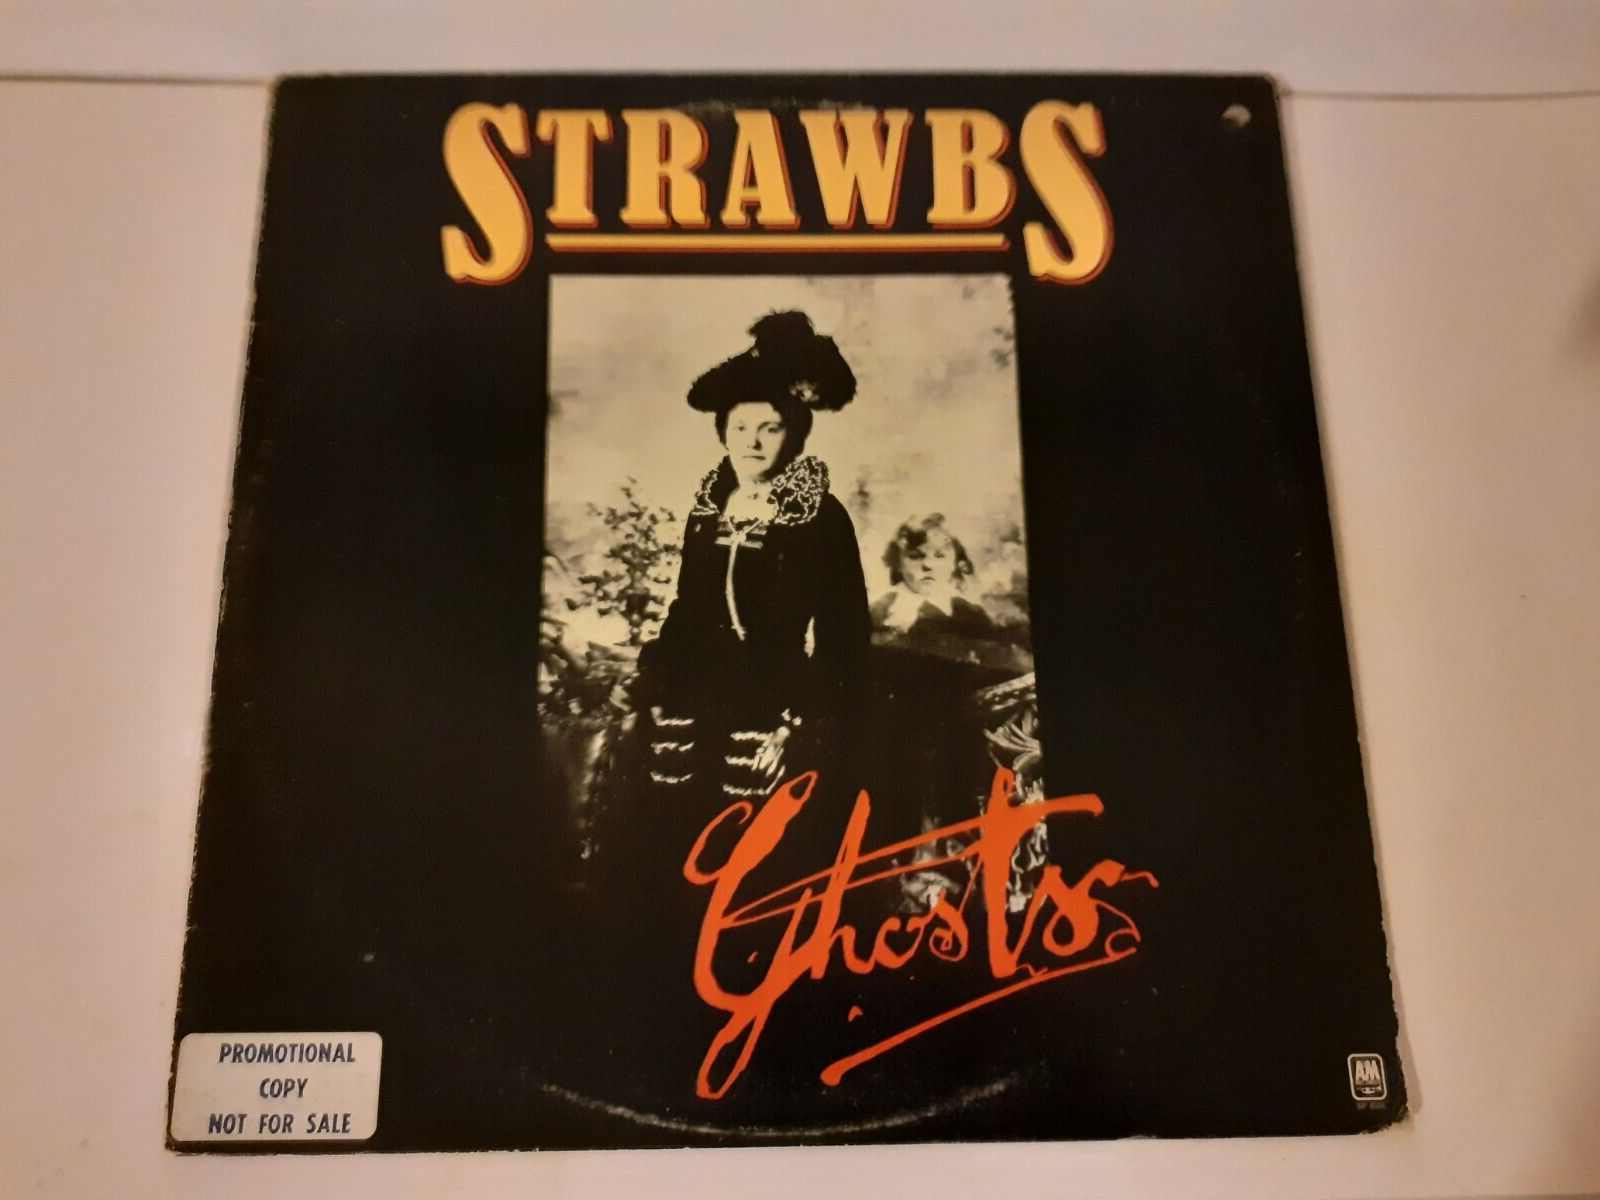 STRAWBS
Ghosts
PROMOTIONAL
COPY
NOT FOR SALE
A&M